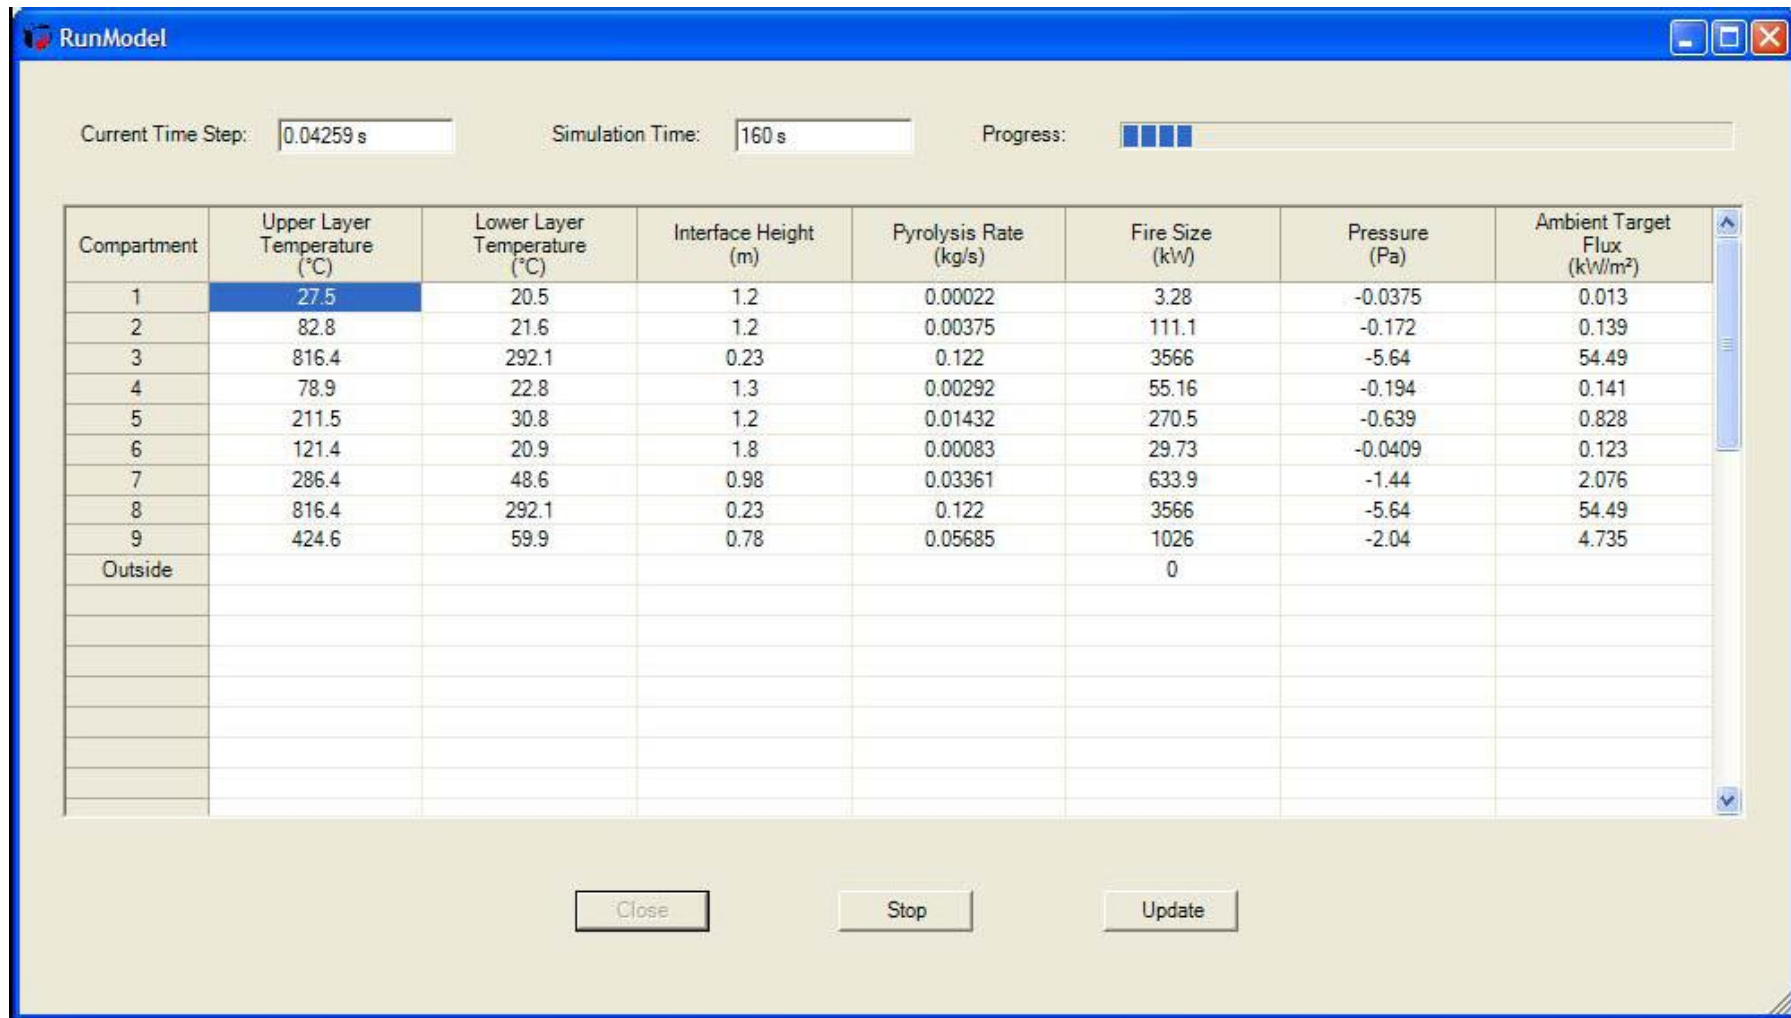 RunModel
Current Time Step: 0.04259 s Simulation Time: 160 s Progress:
Compartment Upper Layer Temperature (°C) Lower Layer Temperature (°C) Interface Height (m) Pyrolysis Rate (kg/s) Fire Size (kW) Pressure (Pa) Ambient Target Flux (kW/m²)
1 27.5 20.5 1.2 0.00022 3.28 -0.0375 0.013
2 82.8 21.6 1.2 0.00375 111.1 -0.172 0.139
3 816.4 292.1 0.23 0.122 3566 -5.64 54.49
4 78.9 22.8 1.3 0.00292 55.16 -0.194 0.141
5 211.5 30.8 1.2 0.01432 270.5 -0.639 0.828
6 121.4 20.9 1.8 0.00083 29.73 -0.0409 0.123
7 286.4 48.6 0.98 0.03361 633.9 -1.44 2.076
8 816.4 292.1 0.23 0.122 3566 -5.64 54.49
9 424.6 59.9 0.78 0.05685 1026 -2.04 4.735
Outside 0
Close Stop Update